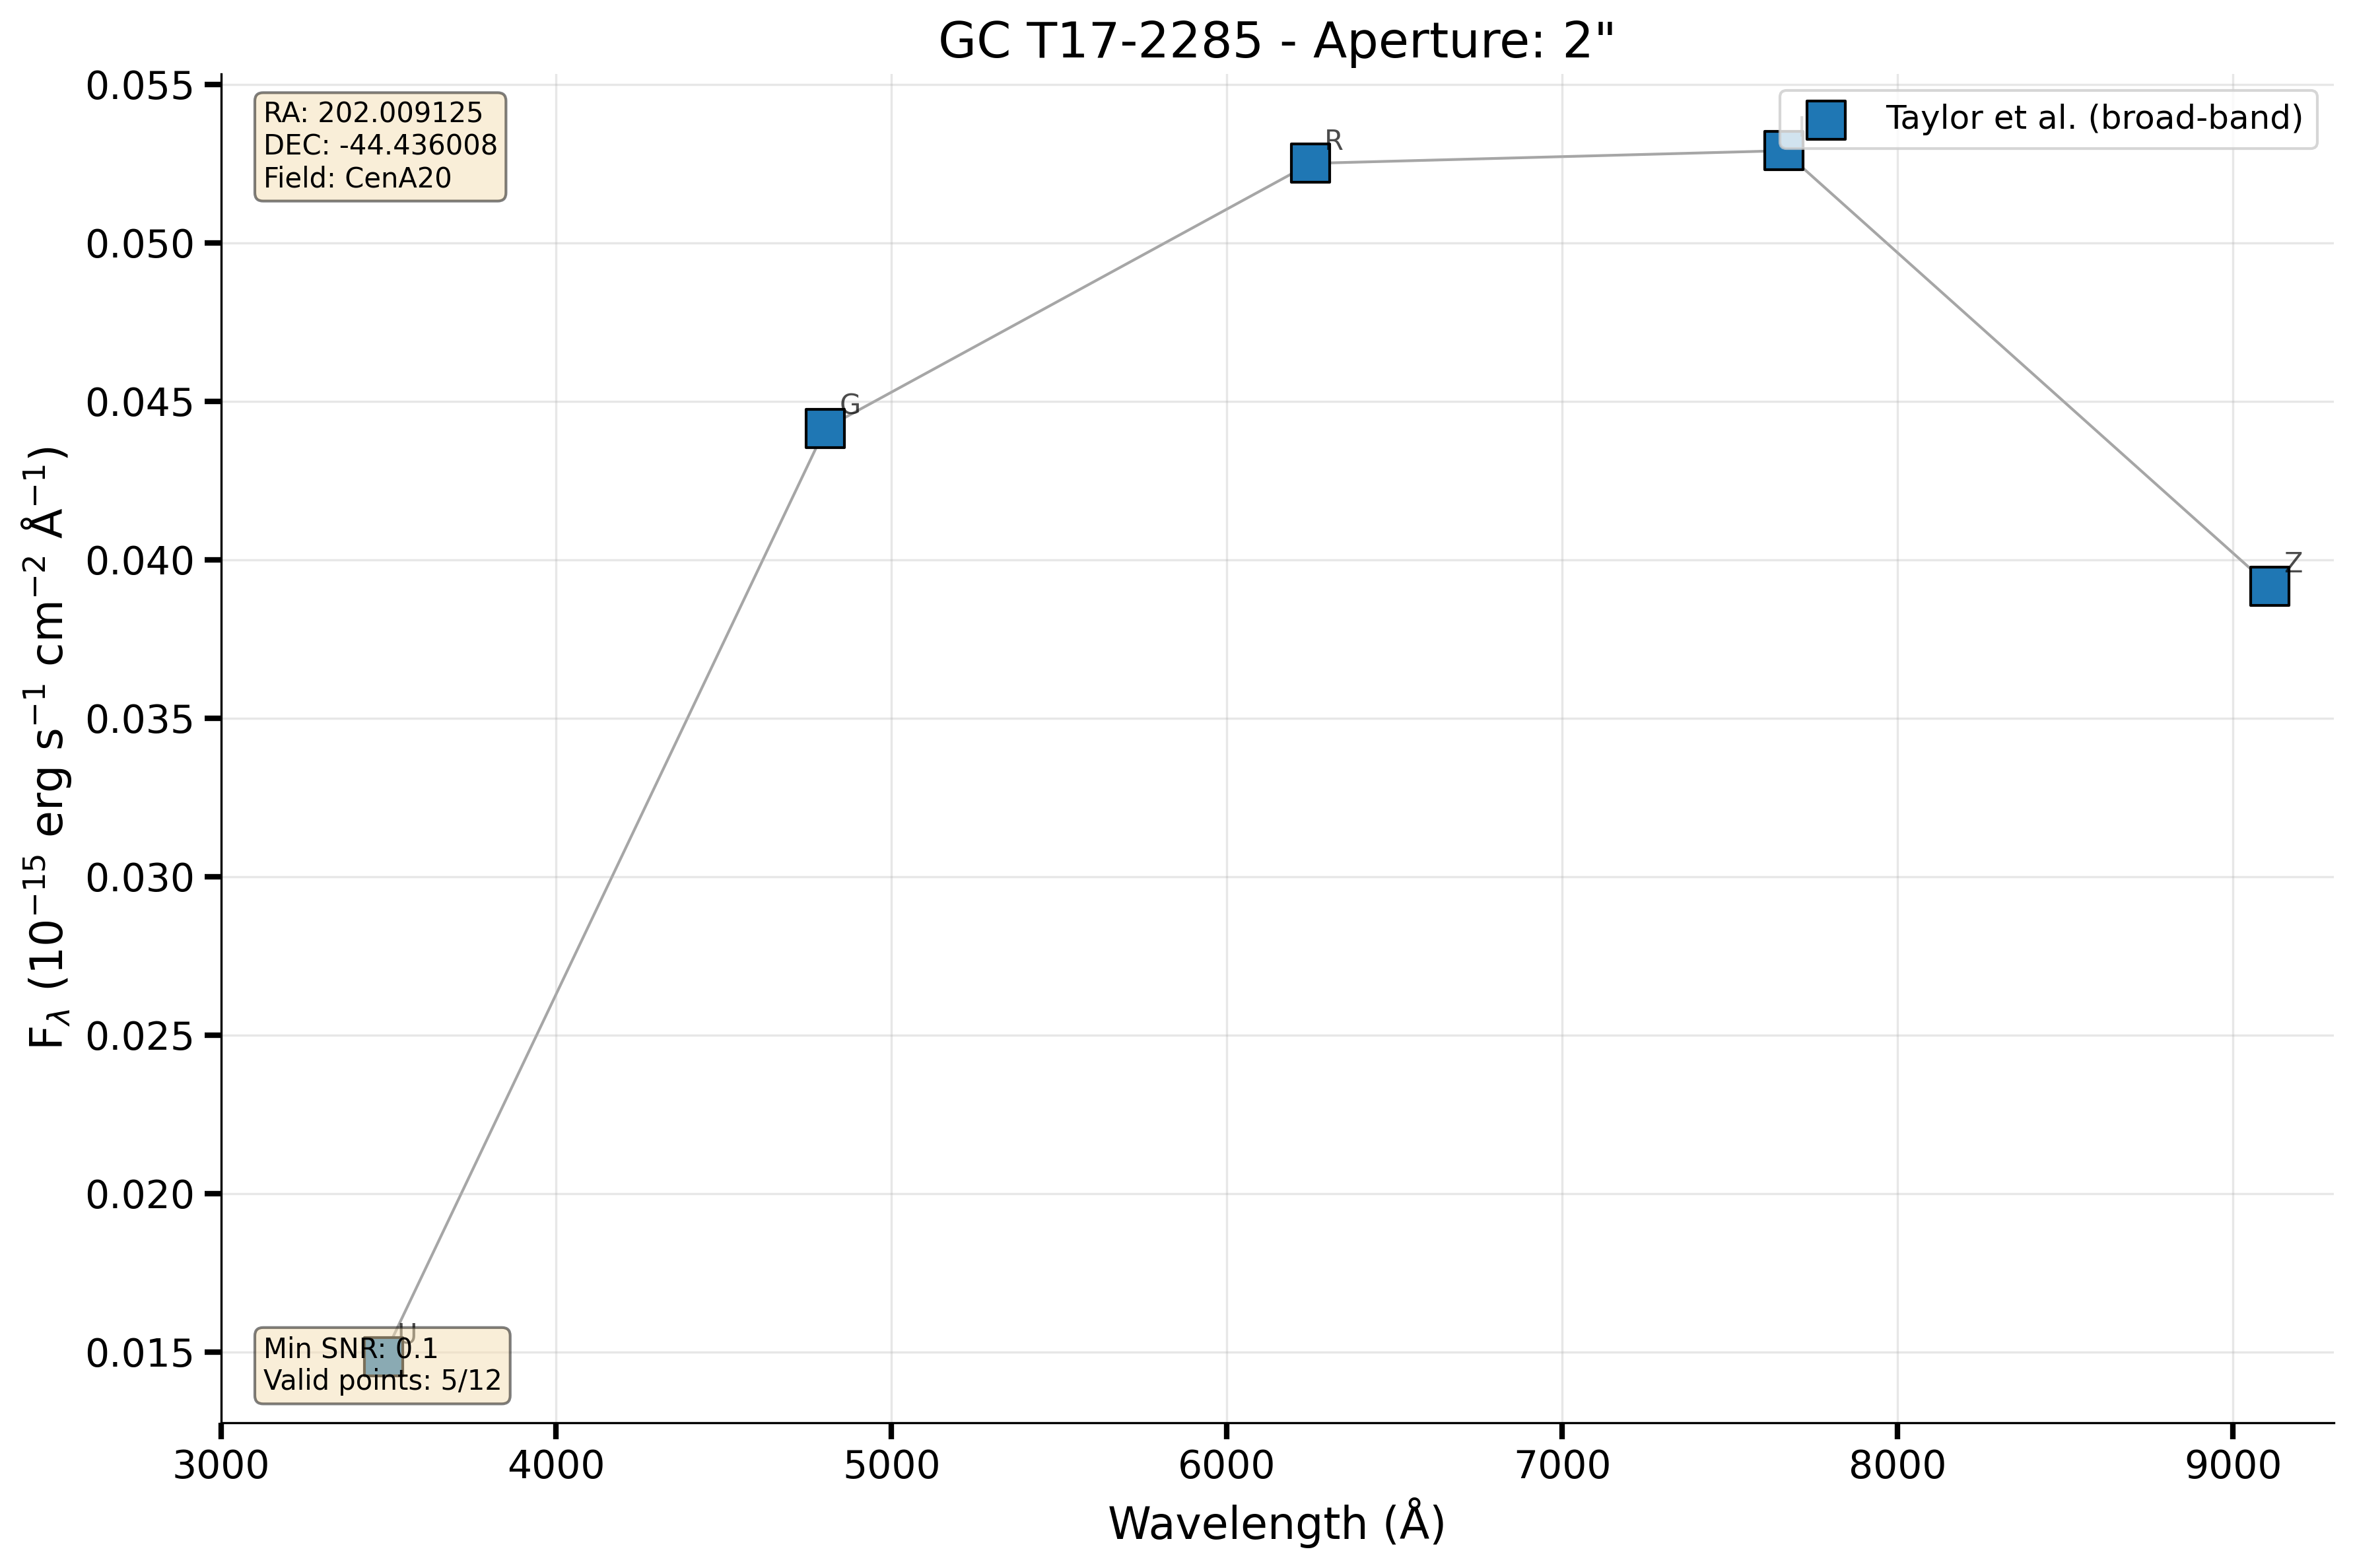 GC T17-2285 - Aperture: 2"
RA: 202.009125
DEC: -44.436008
Field: CenA20
Taylor et al. (broad-band)
0.055
0.050
0.045
0.040
0.035
0.030
0.025
0.020
0.015
F_λ (10⁻¹⁵ erg s⁻¹ cm⁻² Å⁻¹)
R
G
Z
U
Min SNR: 0.1
Valid points: 5/12
3000 4000 5000 6000 7000 8000 9000
Wavelength (Å)